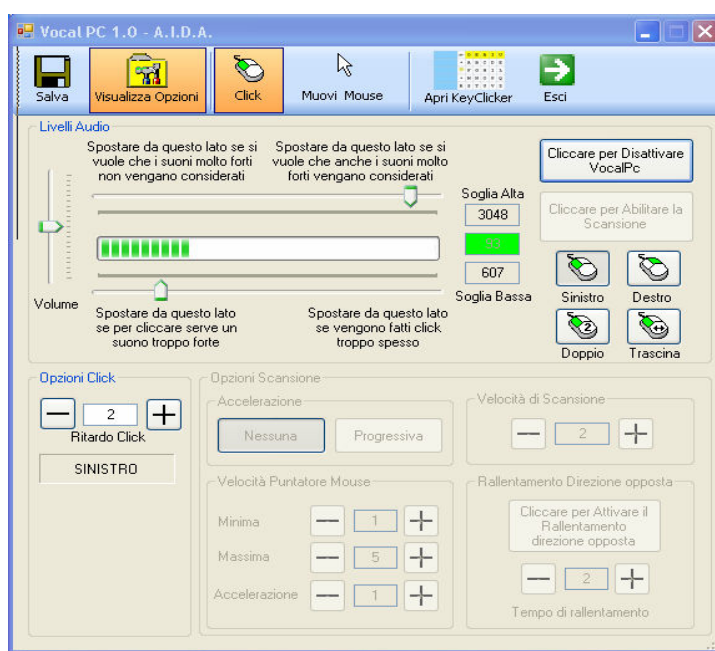 Vocal PC 1.0 - A.I.D.A.
Salva
Visualizza Opzioni
Click
Muovi Mouse
Apri KeyClicker
Esci
Livelli Audio
Spostare da questo lato se si
vuole che i suoni molto forti
non vengano considerati
Spostare da questo lato se si
vuole che anche i suoni molto
forti vengano considerati
Soglia Alta
3048
93
607
Soglia Bassa
Volume
Spostare da questo lato
se per cliccare serve un
suono troppo forte
Spostare da questo lato
se vengono fatti click
troppo spesso
Cliccare per Disattivare
VocalPc
Cliccare per Abilitare la
Scansione
Sinistro
Destro
2
Doppio
Trascina
Opzioni Click
2
Ritardo Click
SINISTRO
Opzioni Scansione
Accelerazione
Nessuna
Progressiva
Velocità di Scansione
2
Velocità Puntatore Mouse
Minima
1
Massima
5
Accelerazione
1
Rallentamento Direzione opposta
Cliccare per Attivare il
Rallentamento
direzione opposta
2
Tempo di rallentamento